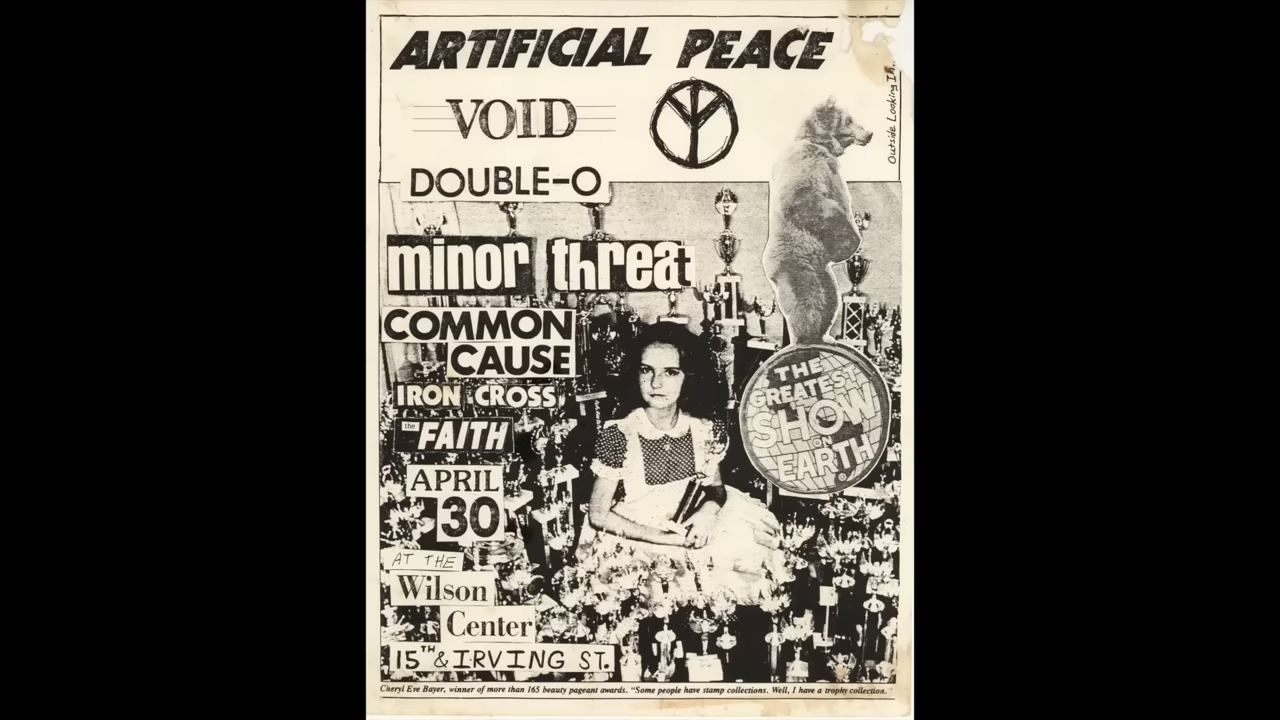 ARTIFICIAL PEACE
VOID
DOUBLE-O
Outside Looking In..
minor threat
COMMON
CAUSE
IRON CROSS
the FAITH
THE
GREATEST
SHOW
ON
EARTH
APRIL
30
AT THE
Wilson
Center
15TH & IRVING ST.
Cheryl Eve Bayer, winner of more than 165 beauty pageant awards. "Some people have stamp collections. Well, I have a trophy collection.